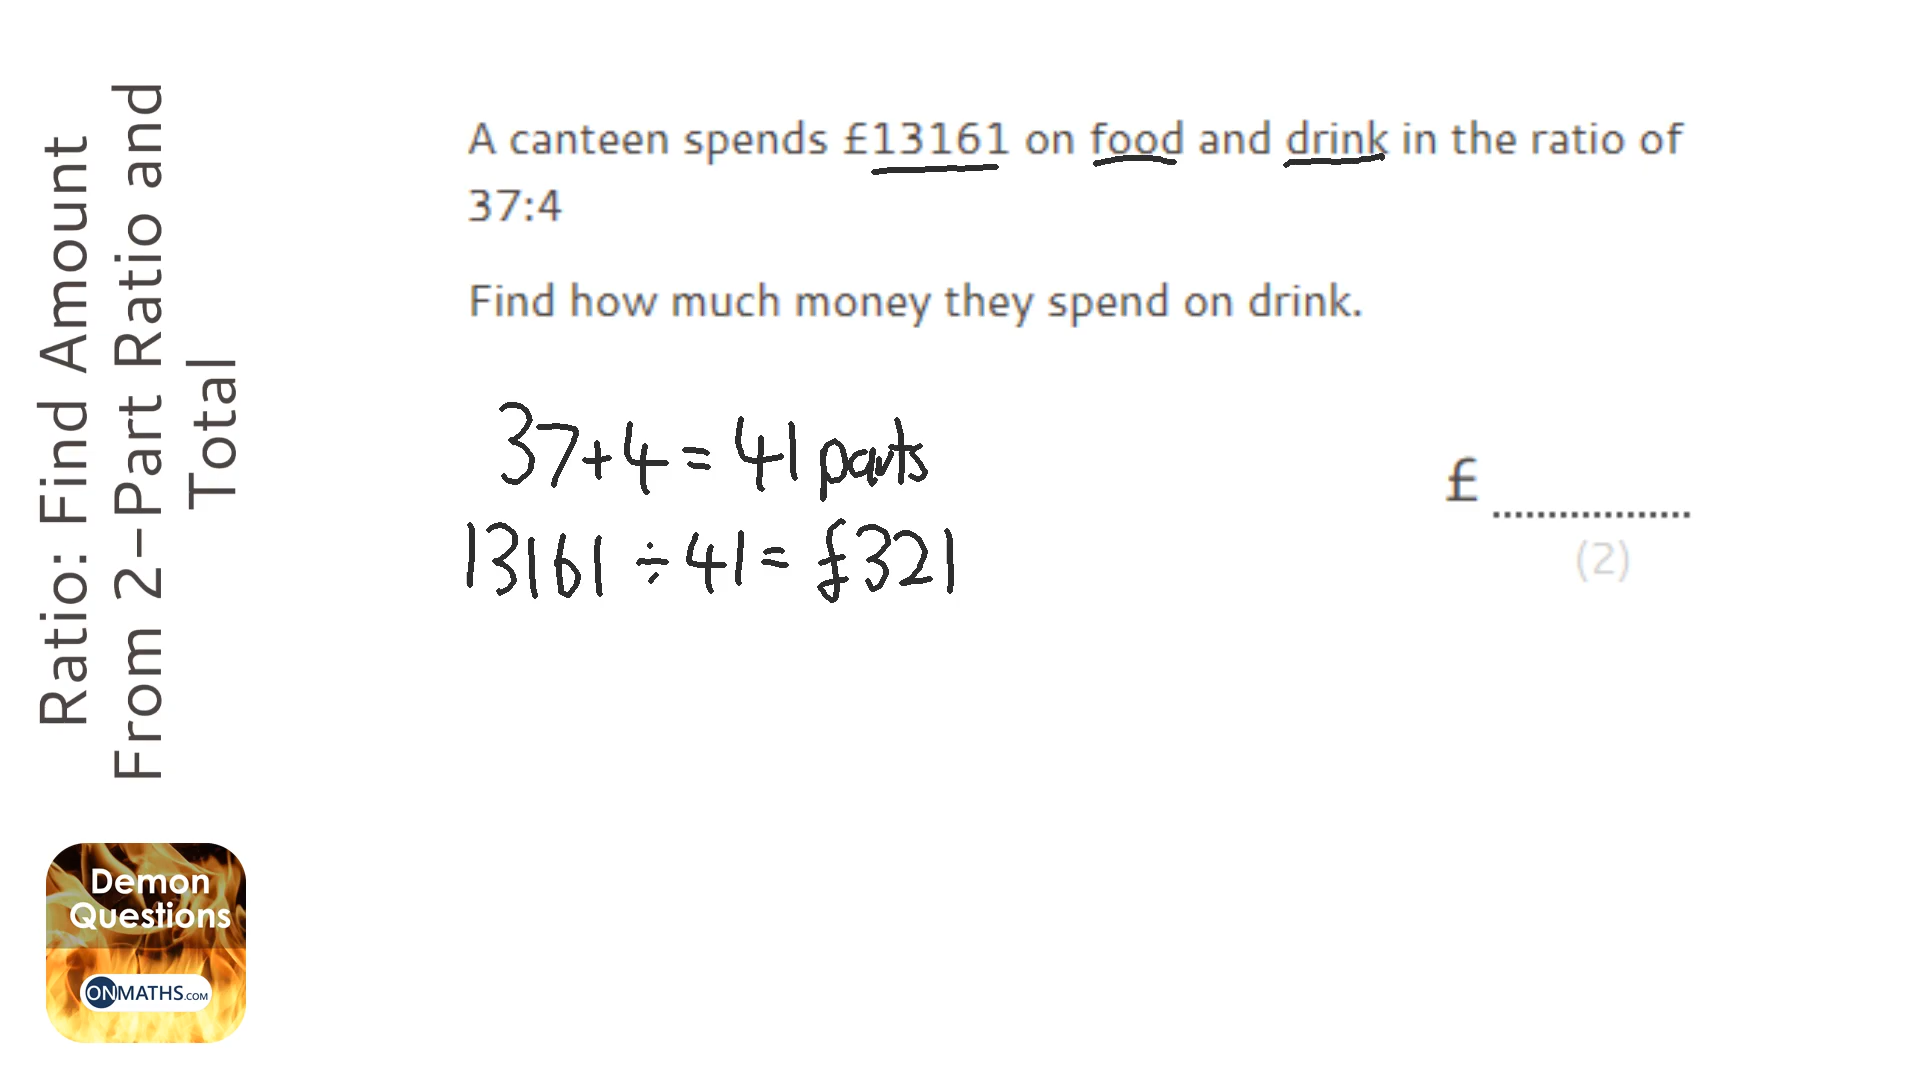 Ratio: Find Amount
From 2-Part Ratio and
Total
A canteen spends £13161 on food and drink in the ratio of
37:4
Find how much money they spend on drink.
37+4 = 41 parts
13161 ÷ 41 = £321
£ .................
(2)
Demon
Questions
ONMATHS.COM